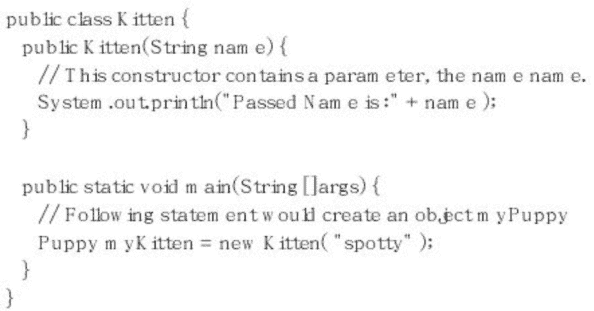 public class Kitten {
public Kitten(String name) {
// This constructor contains a parameter, the name name.
System.out.println("Passed Name is:" + name );
}
public static void main(String []args) {
// Following statement would create an object myPuppy
Puppy myKitten = new Kitten( "spotty" );
}
}